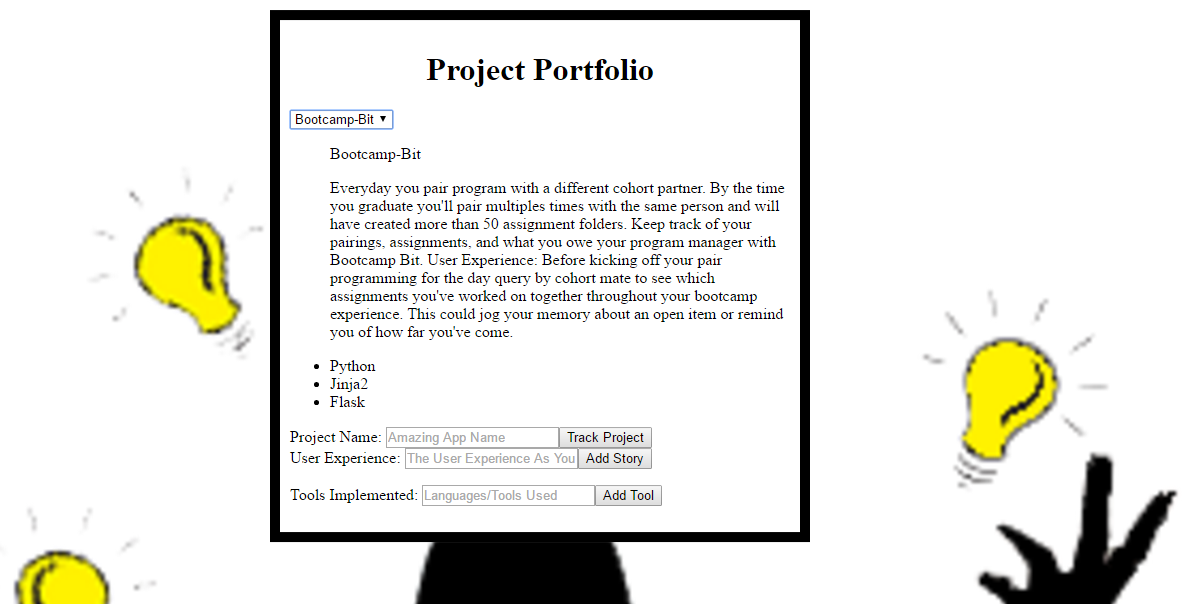 Project Portfolio
Bootcamp-Bit
Bootcamp-Bit
Everyday you pair program with a different cohort partner. By the time
you graduate you'll pair multiples times with the same person and will
have created more than 50 assignment folders. Keep track of your
pairings, assignments, and what you owe your program manager with
Bootcamp Bit. User Experience: Before kicking off your pair
programming for the day query by cohort mate to see which
assignments you've worked on together throughout your bootcamp
experience. This could jog your memory about an open item or remind
you of how far you've come.
Python
Jinja2
Flask
Project Name: Amazing App Name Track Project
User Experience: The User Experience As You Add Story
Tools Implemented: Languages/Tools Used Add Tool